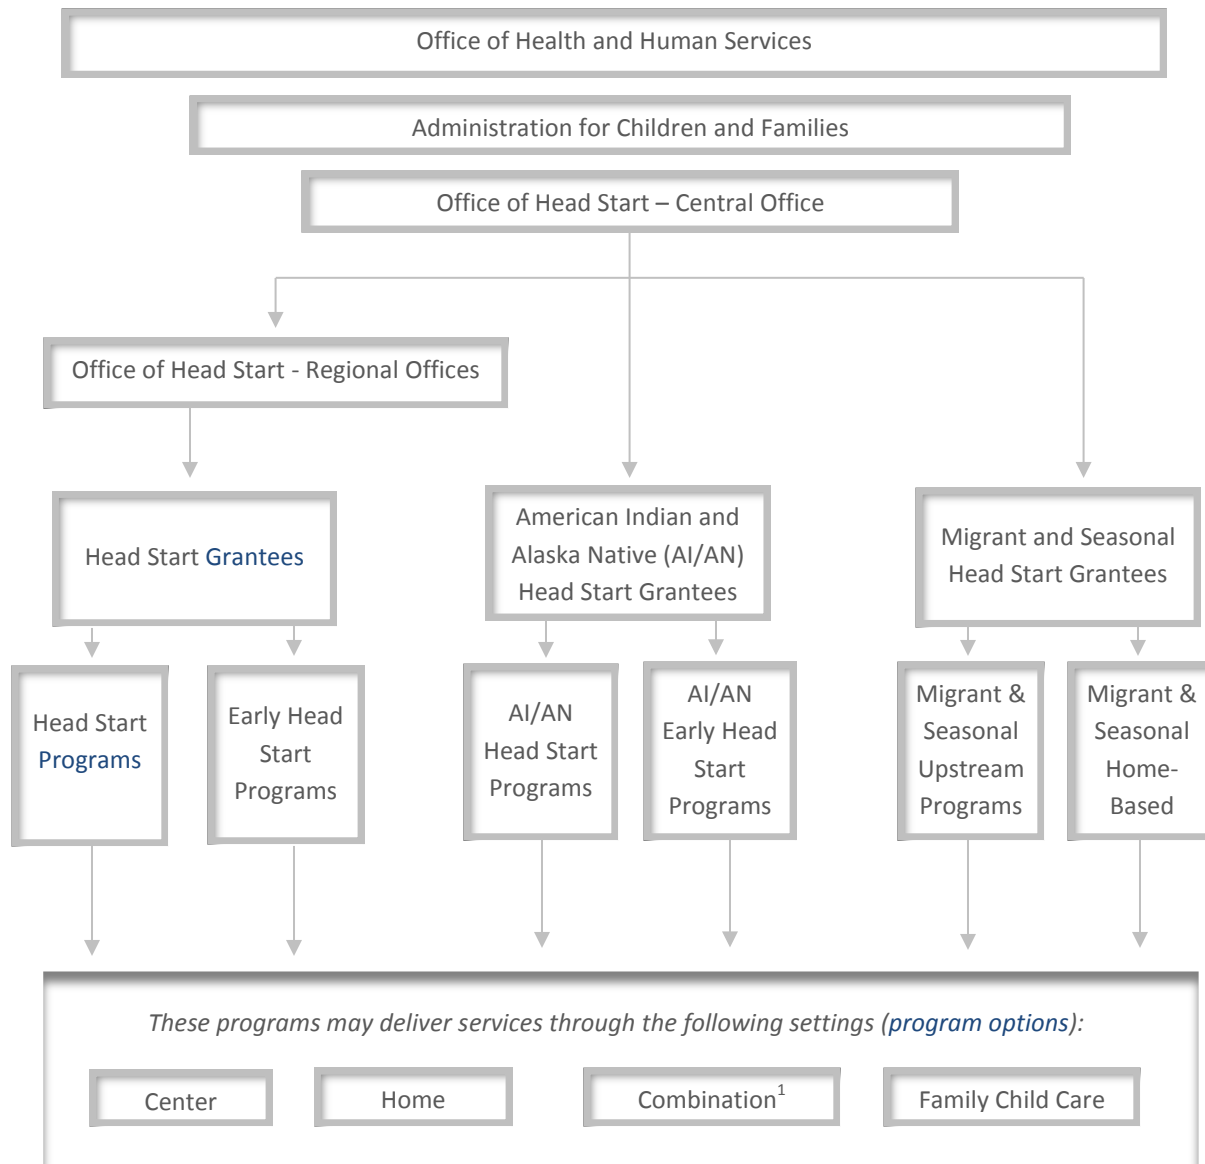 Office of Health and Human Services
Administration for Children and Families
Office of Head Start – Central Office
Office of Head Start - Regional Offices
Head Start Grantees
American Indian and
Alaska Native (AI/AN)
Head Start Grantees
Migrant and Seasonal
Head Start Grantees
Head Start
Programs
Early Head
Start
Programs
AI/AN
Head Start
Programs
AI/AN
Early Head
Start
Programs
Migrant &
Seasonal
Upstream
Programs
Migrant &
Seasonal
Home-
Based
These programs may deliver services through the following settings (program options):
Center
Home
Combination¹
Family Child Care